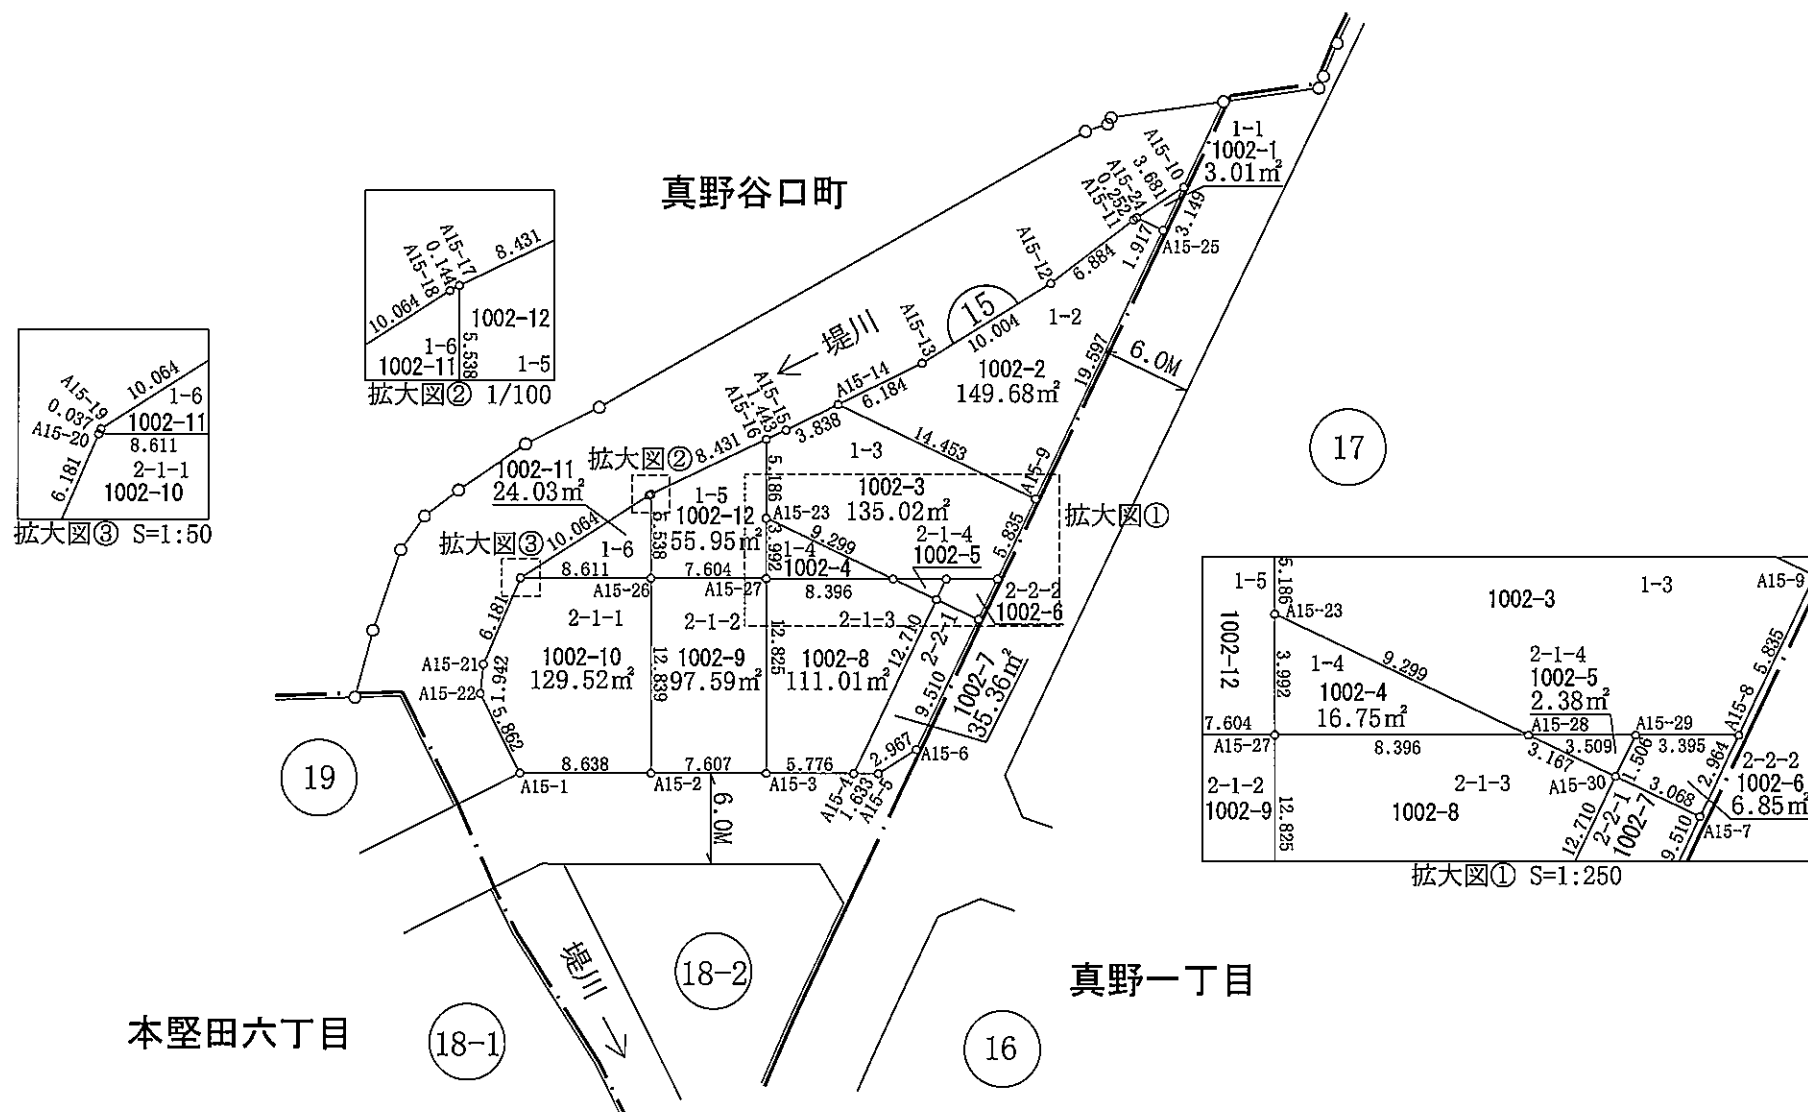 真野谷口町
1-1
1002-1
3.01㎡
A15-10
3.681
A15-24
0.252
A15-11
3.149
A15-25
1.917
A15-12
6.884
15
10.004
1-2
A15-13
堤川
1002-2
149.68㎡
19.597
6.0M
A15-14
6.184
A15-15
1.443
A15-16
3.838
14.453
A15-9
17
1-3
8.431
拡大図②
1002-11
24.03㎡
1-5
1002-12
55.95㎡
5.186
1002-3
135.02㎡
A15-23
拡大図①
5.835
10.064
5.538
3.992
9.299
2-1-4
1002-5
拡大図③
1-6
1-4
1002-4
8.611
7.604
A15-26
A15-27
8.396
2-2-2
1002-6
6.181
2-1-1
2-1-2
2-1-3
12.710
2-2-1
A15-21
1.942
A15-22
1002-10
129.52㎡
12.839
1002-9
97.59㎡
12.825
1002-8
111.01㎡
9.510
1002-7
35.36㎡
5.862
2.967
A15-6
19
8.638
7.607
5.776
A15-1
A15-2
A15-3
A15-4
1.633
A15-5
6.0M
堤川
18-2
18-1
16
本堅田六丁目
真野一丁目
A15-17
0.144
A15-18
8.431
10.064
1002-12
1-6
1002-11
5.538
1-5
拡大図② 1/100
A15-19
0.037
A15-20
10.064
1-6
1002-11
8.611
6.181
2-1-1
1002-10
拡大図③ S=1:50
1-5
5.186
A15-23
1002-3
1-3
A15-9
1002-12
3.992
1-4
9.299
1002-4
16.75㎡
2-1-4
1002-5
2.38㎡
5.835
A15-8
7.604
A15-27
8.396
A15-28
3.509
A15-29
3.395
3.167
1.506
2.964
2-2-2
1002-6
6.85㎡
2-1-2
1002-9
12.825
2-1-3
1002-8
A15-30
3.068
A15-7
12.710
2-2-1
1002-7
9.510
拡大図① S=1:250